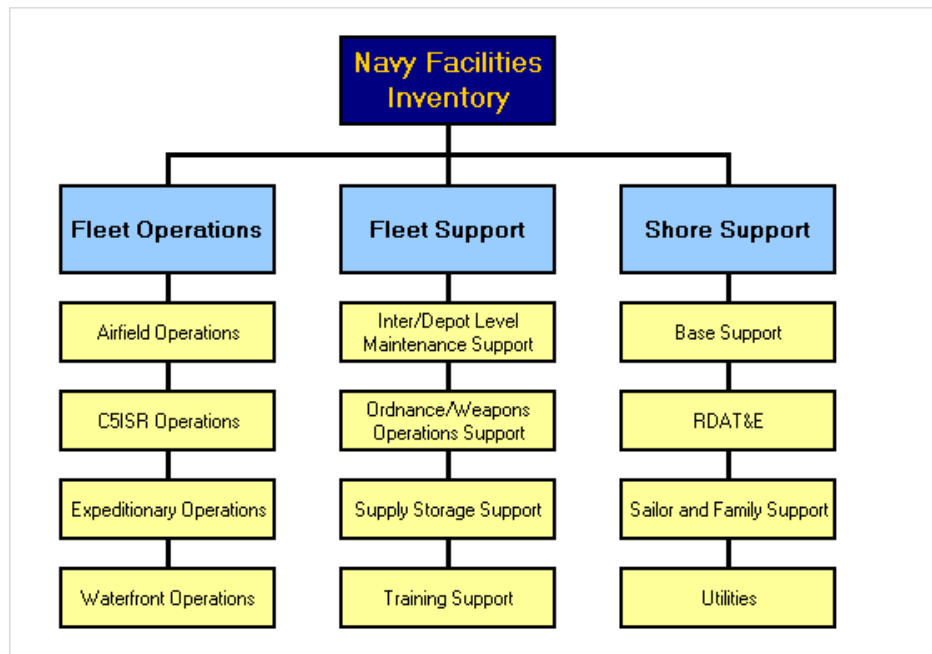 Navy Facilities
Inventory
Fleet Operations
Fleet Support
Shore Support
Airfield Operations
Inter/Depot Level
Maintenance Support
Base Support
C5ISR Operations
Ordnance/Weapons
Operations Support
RDAT&E
Expeditionary Operations
Supply Storage Support
Sailor and Family Support
Waterfront Operations
Training Support
Utilities